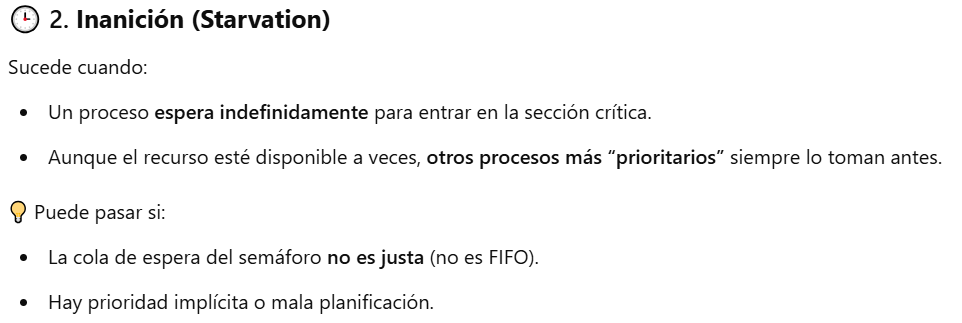 🕒 2. Inanición (Starvation)
Sucede cuando:
• Un proceso espera indefinidamente para entrar en la sección crítica.
• Aunque el recurso esté disponible a veces, otros procesos más “prioritarios” siempre lo toman antes.
💡 Puede pasar si:
• La cola de espera del semáforo no es justa (no es FIFO).
• Hay prioridad implícita o mala planificación.